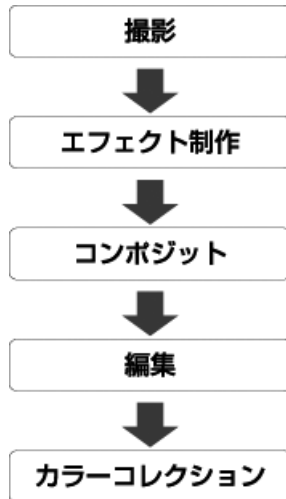 撮影
エフェクト制作
コンポジット
編集
カラーコレクション